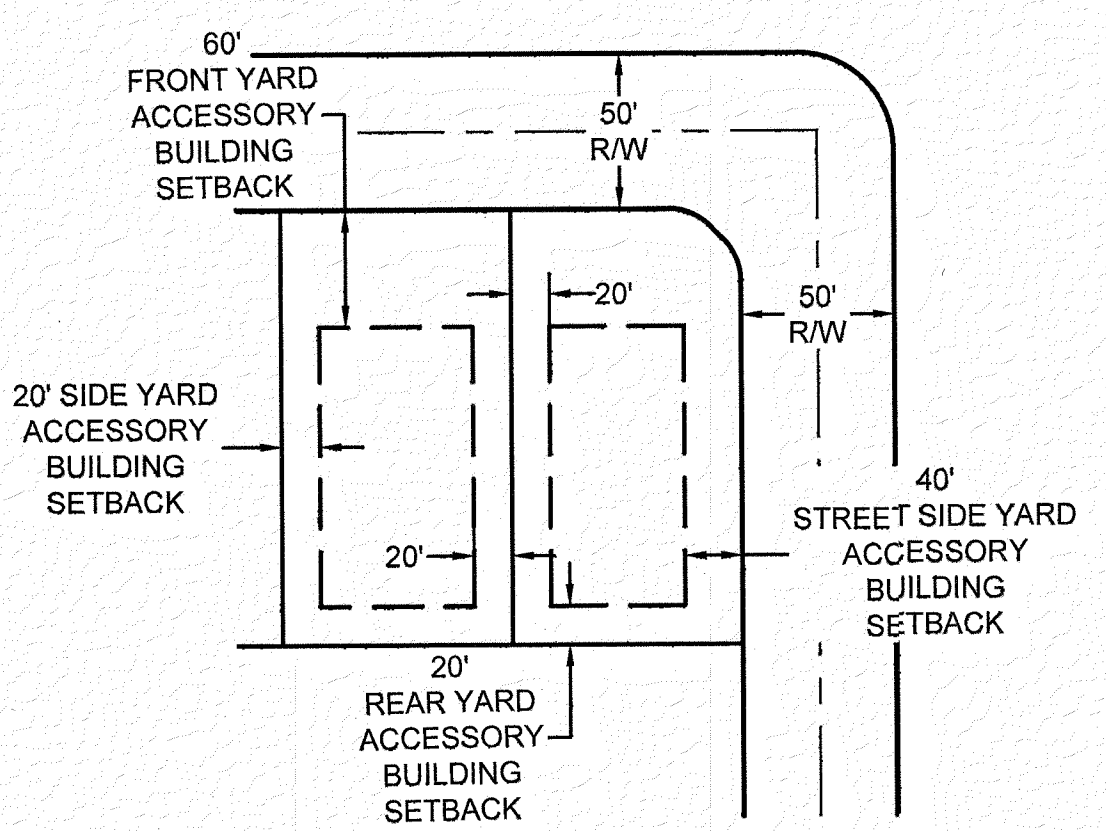 60'
FRONT YARD
ACCESSORY
BUILDING
SETBACK
50'
R/W
20'
50'
R/W
20' SIDE YARD
ACCESSORY
BUILDING
SETBACK
20'
40'
STREET SIDE YARD
ACCESSORY
BUILDING
SETBACK
20'
REAR YARD
ACCESSORY
BUILDING
SETBACK